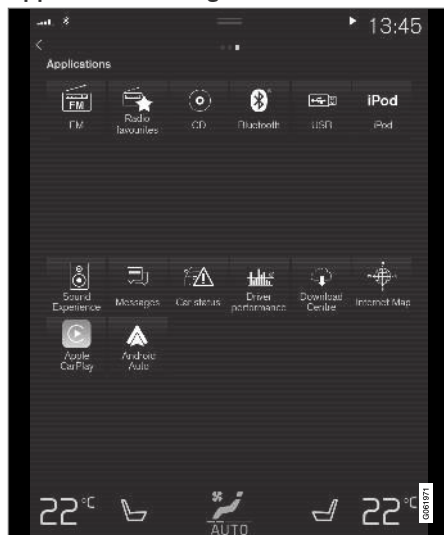 13:45
Applications
FM
iPod
FM
Radio
favourites
CD
Bluetooth
USB
iPod
Sound
Experience
Messages
Car status
Driver
performance
Download
Centre
Internet Map
Apple
CarPlay
Android
Auto
22°C
22°C
AUTO
G061971